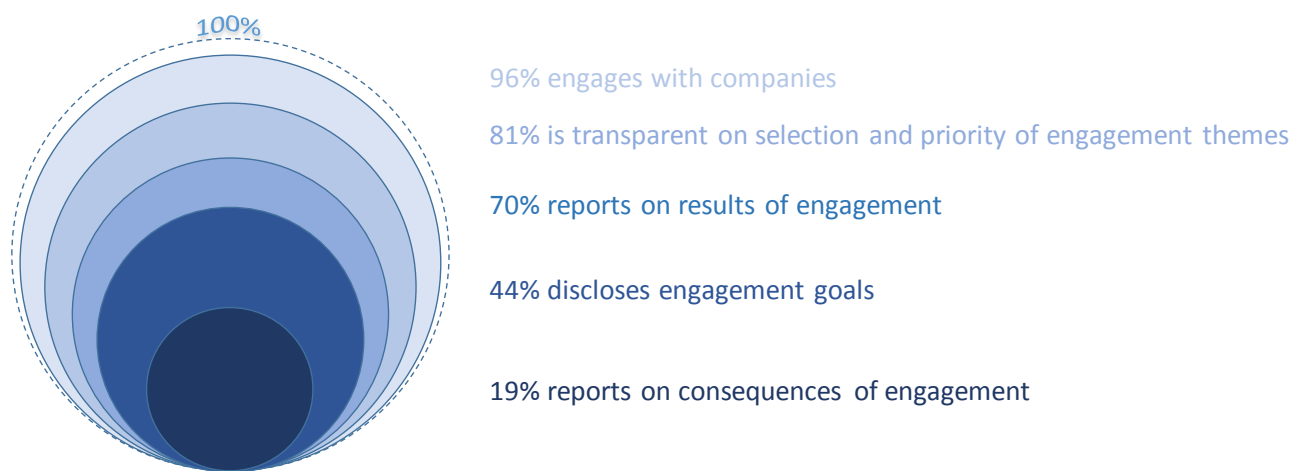 100%
96% engages with companies
81% is transparent on selection and priority of engagement themes
70% reports on results of engagement
44% discloses engagement goals
19% reports on consequences of engagement